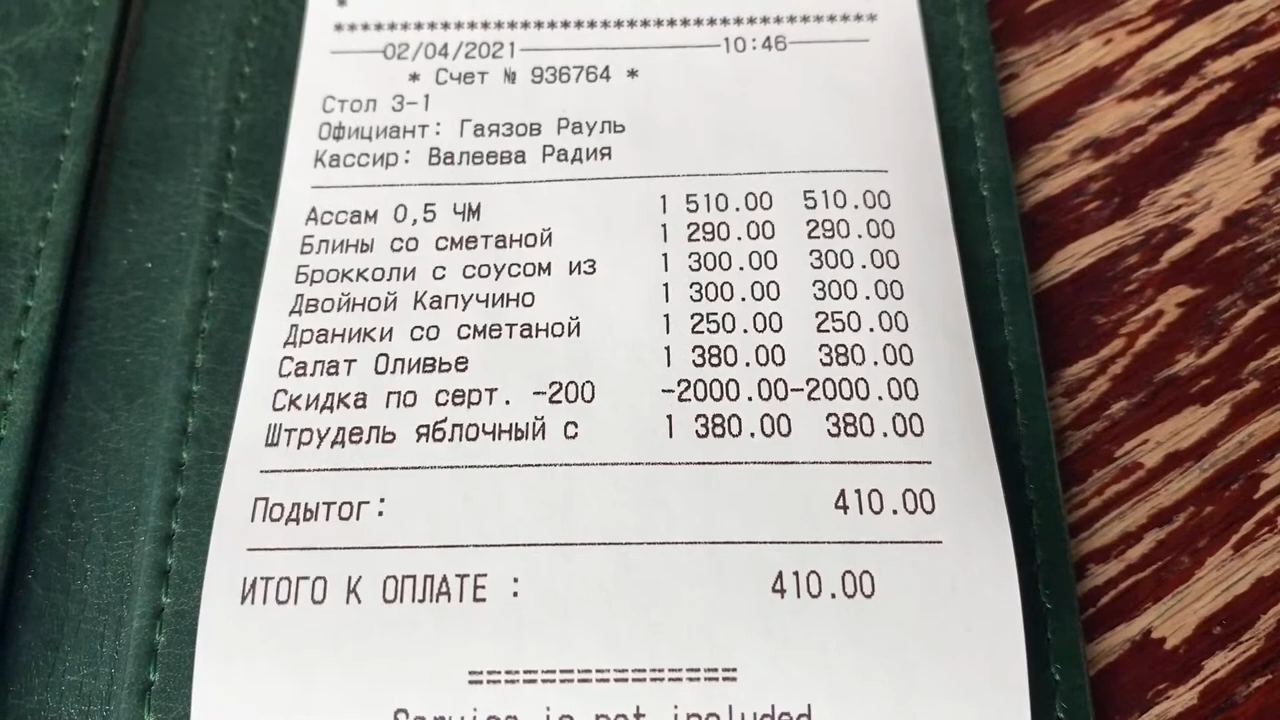 *
****************************************
02/04/2021 10:46
* Счет № 936764 *
Стол 3-1
Официант: Гаязов Рауль
Кассир: Валеева Радия
Ассам 0,5 ЧМ 1 510.00 510.00
Блины со сметаной 1 290.00 290.00
Брокколи с соусом из 1 300.00 300.00
Двойной Капучино 1 300.00 300.00
Драники со сметаной 1 250.00 250.00
Салат Оливье 1 380.00 380.00
Скидка по серт. -200 -2000.00-2000.00
Штрудель яблочный с 1 380.00 380.00
Подытог: 410.00
ИТОГО К ОПЛАТЕ : 410.00
====================
Service is not included